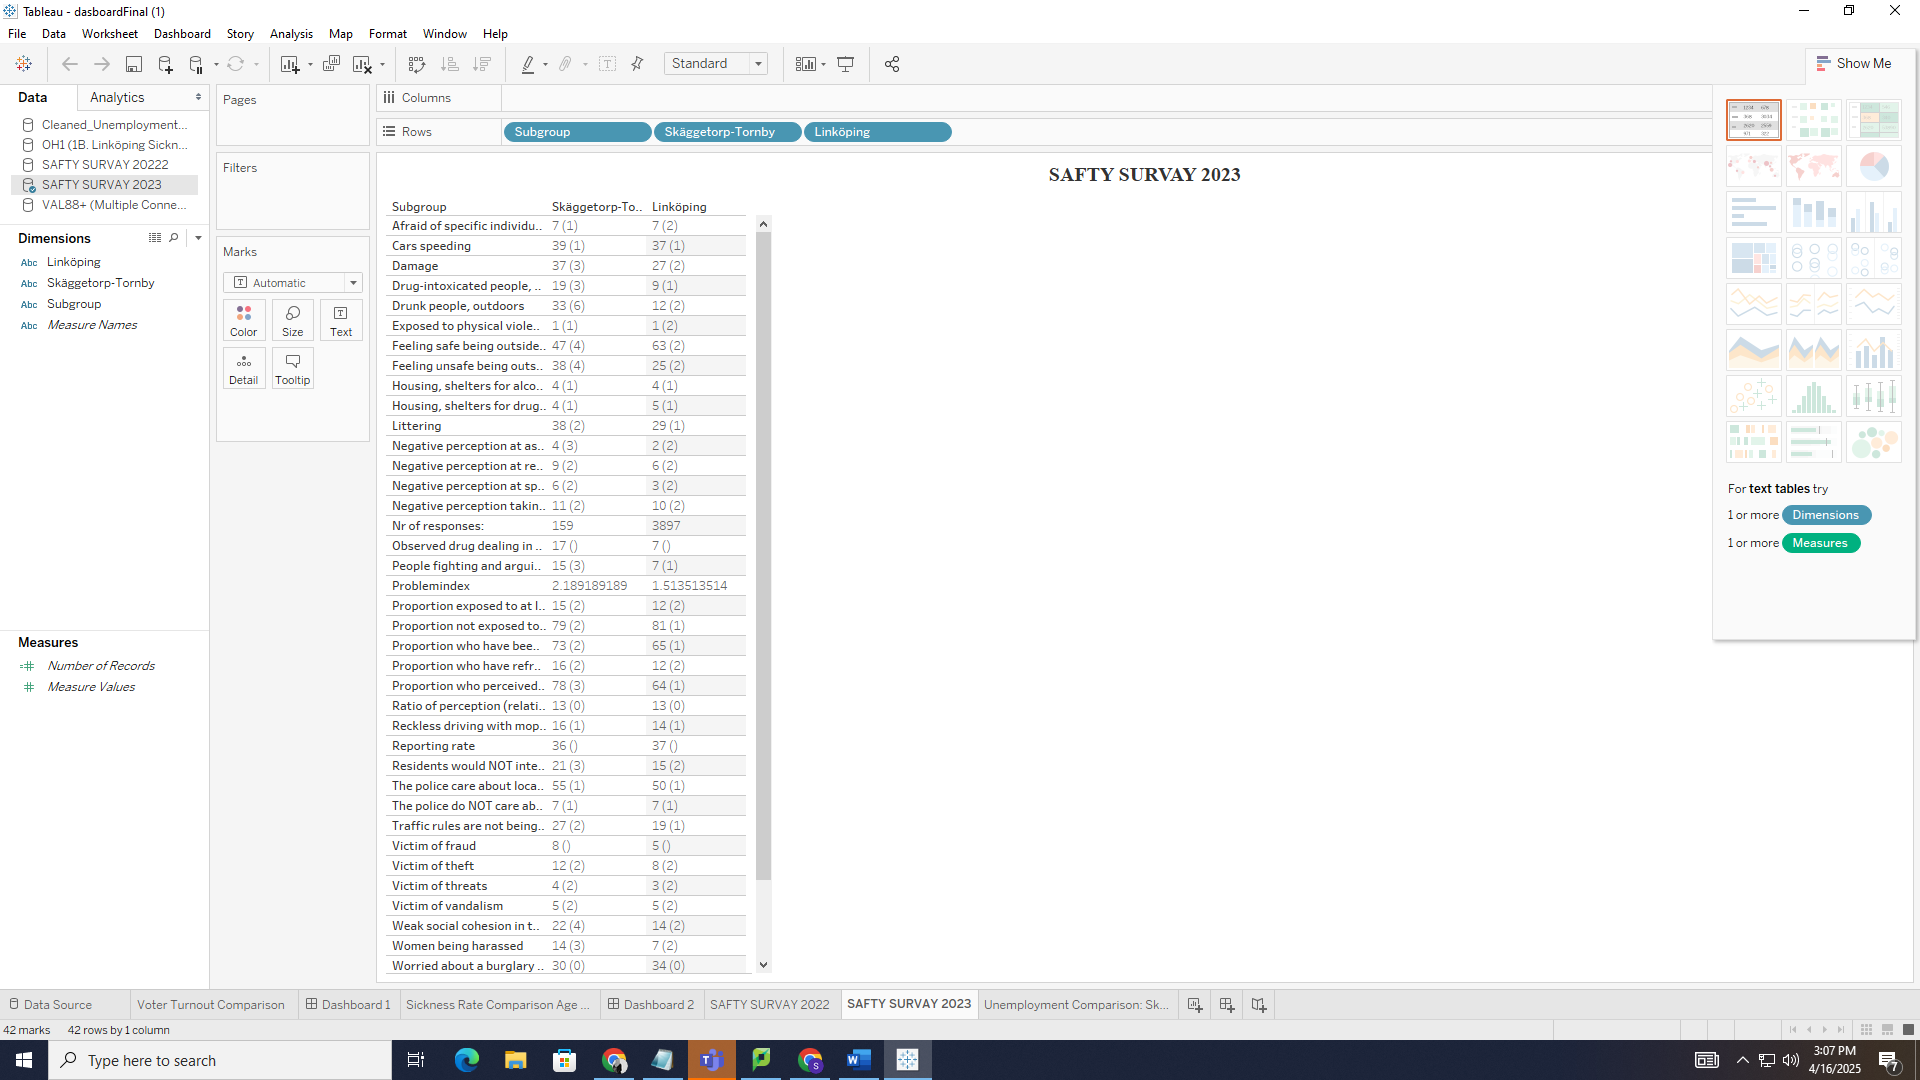 Tableau - dasboardFinal (1)
File Data Worksheet Dashboard Story Analysis Map Format Window Help
Standard
Show Me
Data Analytics
Cleaned_Unemployment...
OH1 (1B. Linköping Sickn...
SAFTY SURVAY 20222
SAFTY SURVAY 2023
VAL88+ (Multiple Conne...
Dimensions
Abc Linköping
Abc Skäggetorp-Tornby
Abc Subgroup
Abc Measure Names
Measures
Number of Records
Measure Values
Pages
Filters
Marks
Automatic
Color Size Text
Detail Tooltip
Columns
Rows Subgroup Skäggetorp-Tornby Linköping
SAFTY SURVAY 2023
Subgroup Skäggetorp-To.. Linköping
Afraid of specific individu.. 7 (1) 7 (2)
Cars speeding 39 (1) 37 (1)
Damage 37 (3) 27 (2)
Drug-intoxicated people, .. 19 (3) 9 (1)
Drunk people, outdoors 33 (6) 12 (2)
Exposed to physical viole.. 1 (1) 1 (2)
Feeling safe being outside.. 47 (4) 63 (2)
Feeling unsafe being outs.. 38 (4) 25 (2)
Housing, shelters for alco.. 4 (1) 4 (1)
Housing, shelters for drug.. 4 (1) 5 (1)
Littering 38 (2) 29 (1)
Negative perception at as.. 4 (3) 2 (2)
Negative perception at re.. 9 (2) 6 (2)
Negative perception at sp.. 6 (2) 3 (2)
Negative perception takin.. 11 (2) 10 (2)
Nr of responses: 159 3897
Observed drug dealing in .. 17 () 7 ()
People fighting and argui.. 15 (3) 7 (1)
Problemindex 2.189189189 1.513513514
Proportion exposed to at l.. 15 (2) 12 (2)
Proportion not exposed to.. 79 (2) 81 (1)
Proportion who have bee.. 73 (2) 65 (1)
Proportion who have refr.. 16 (2) 12 (2)
Proportion who perceived.. 78 (3) 64 (1)
Ratio of perception (relati.. 13 (0) 13 (0)
Reckless driving with mop.. 16 (1) 14 (1)
Reporting rate 36 () 37 ()
Residents would NOT inte.. 21 (3) 15 (2)
The police care about loca.. 55 (1) 50 (1)
The police do NOT care ab.. 7 (1) 7 (1)
Traffic rules are not being.. 27 (2) 19 (1)
Victim of fraud 8 () 5 ()
Victim of theft 12 (2) 8 (2)
Victim of threats 4 (2) 3 (2)
Victim of vandalism 5 (2) 5 (2)
Weak social cohesion in t.. 22 (4) 14 (2)
Women being harassed 14 (3) 7 (2)
Worried about a burglary .. 30 (0) 34 (0)
For text tables try
1 or more Dimensions
1 or more Measures
Data Source Voter Turnout Comparison Dashboard 1 Sickness Rate Comparison Age ... Dashboard 2 SAFTY SURVAY 2022 SAFTY SURVAY 2023 Unemployment Comparison: Sk...
42 marks 42 rows by 1 column
Type here to search
3:07 PM
4/16/2025
7